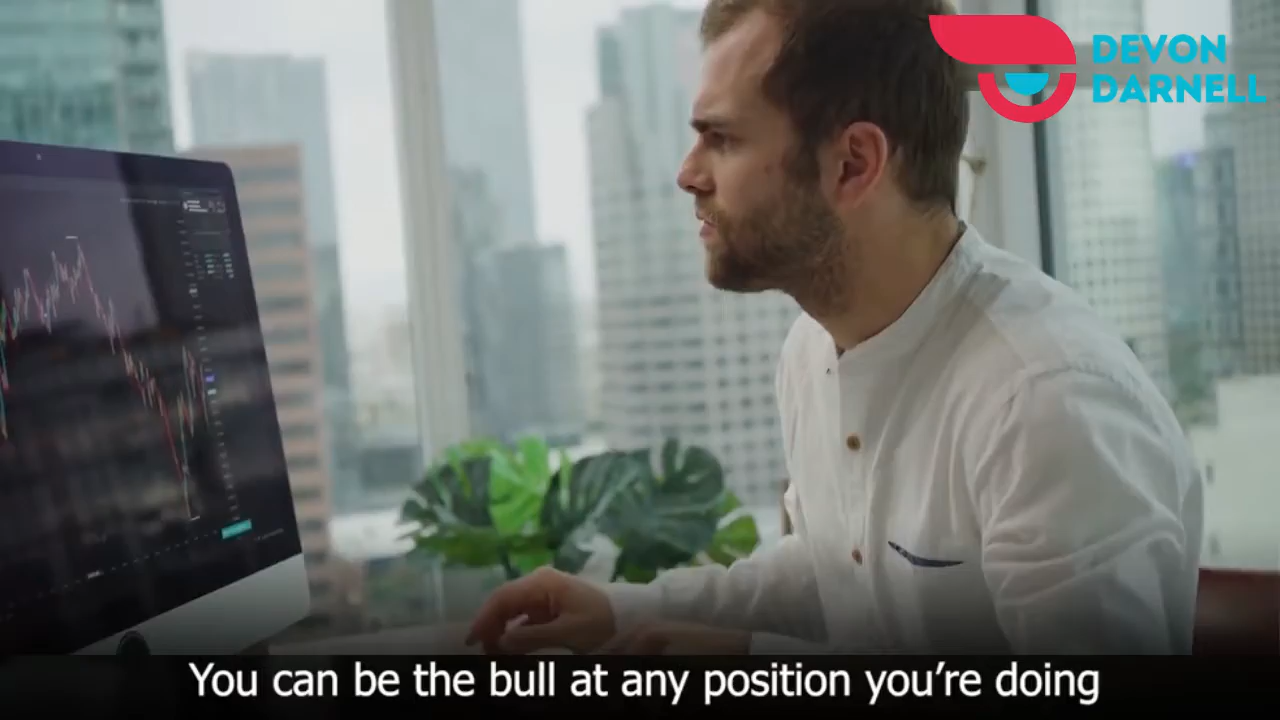 DEVON
DARNELL
You can be the bull at any position you’re doing